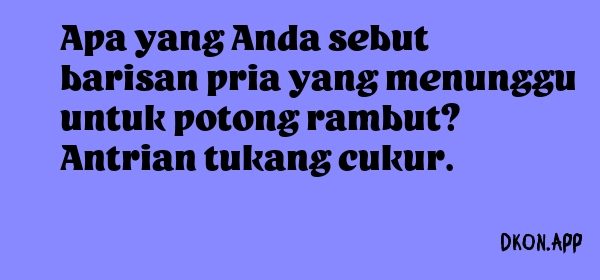 Apa yang Anda sebut
barisan pria yang menunggu
untuk potong rambut?
Antrian tukang cukur.
DKON.APP